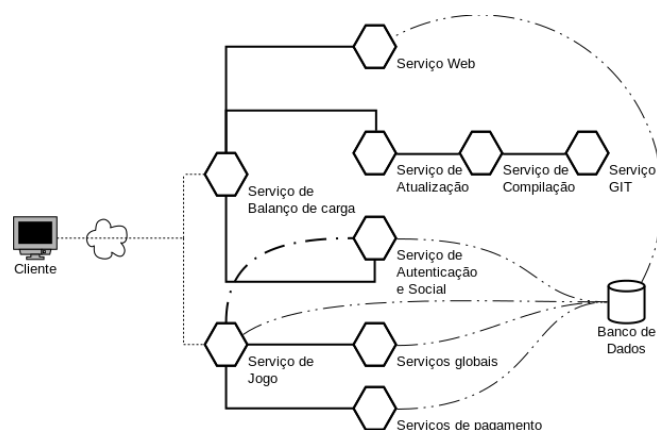 Serviço Web
Serviço de
Atualização
Serviço de
Compilação
Serviço
GIT
Serviço de
Balanço de carga
Cliente
Serviço de
Autenticação
e Social
Banco de
Dados
Serviço de
Jogo
Serviços globais
Serviços de pagamento